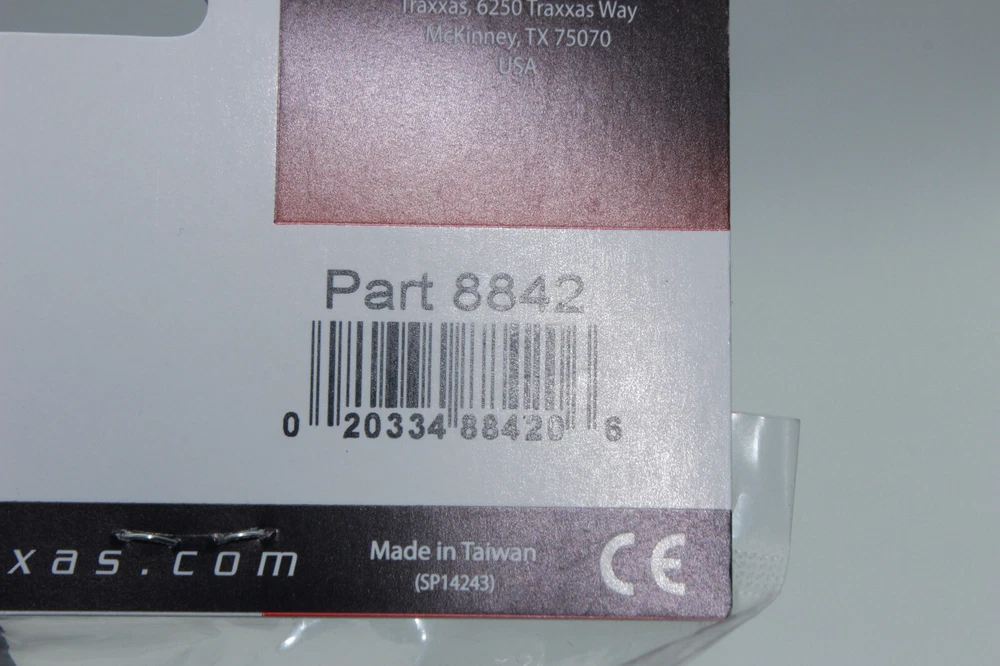 Traxxas, 6250 Traxxas Way
McKinney, TX 75070
USA
Part 8842
0 20334 88420 6
xas.com
Made in Taiwan
(SP14243)
CE